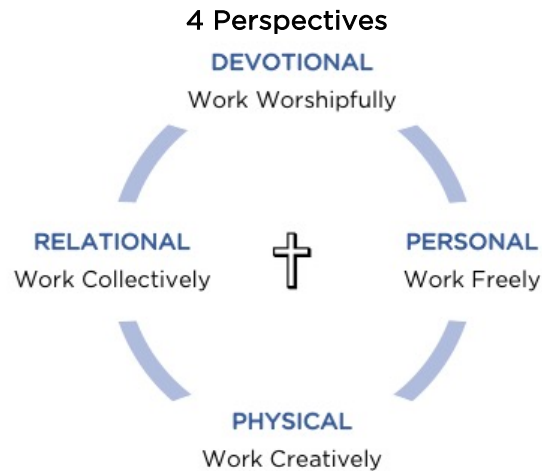 4 Perspectives
DEVOTIONAL
Work Worshipfully
RELATIONAL
Work Collectively
PERSONAL
Work Freely
PHYSICAL
Work Creatively